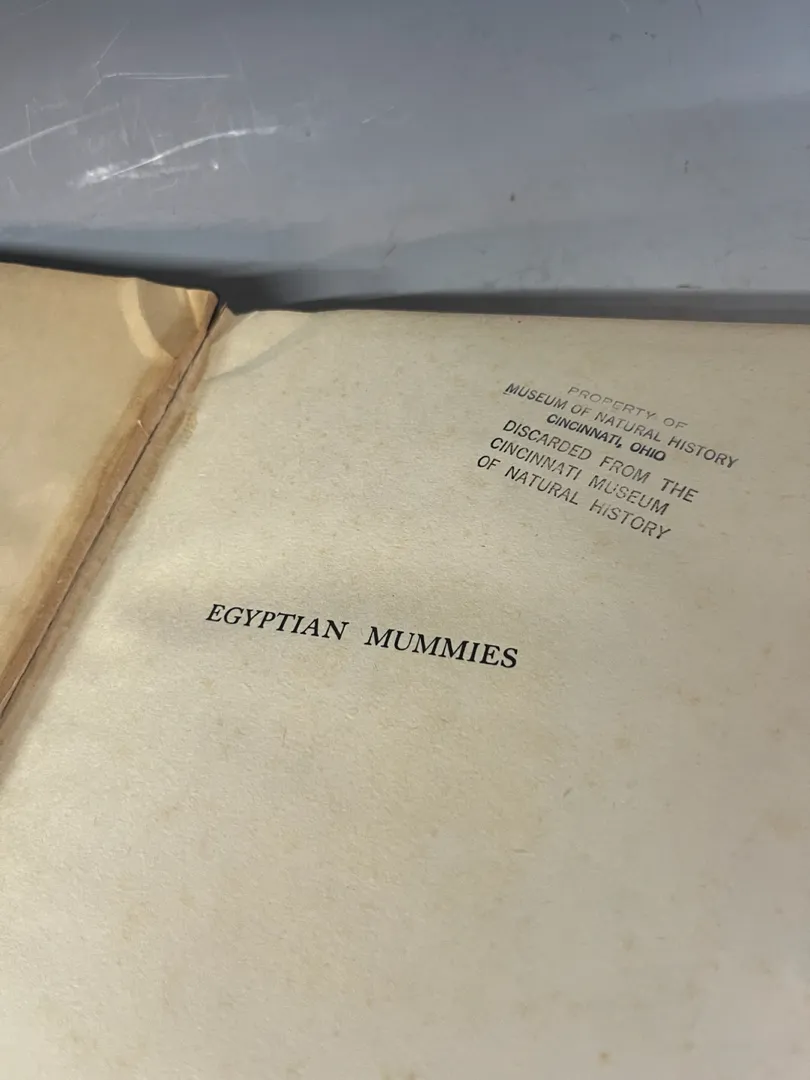 PROPERTY OF
MUSEUM OF NATURAL HISTORY
CINCINNATI, OHIO
DISCARDED FROM THE
CINCINNATI MUSEUM
OF NATURAL HISTORY
EGYPTIAN MUMMIES